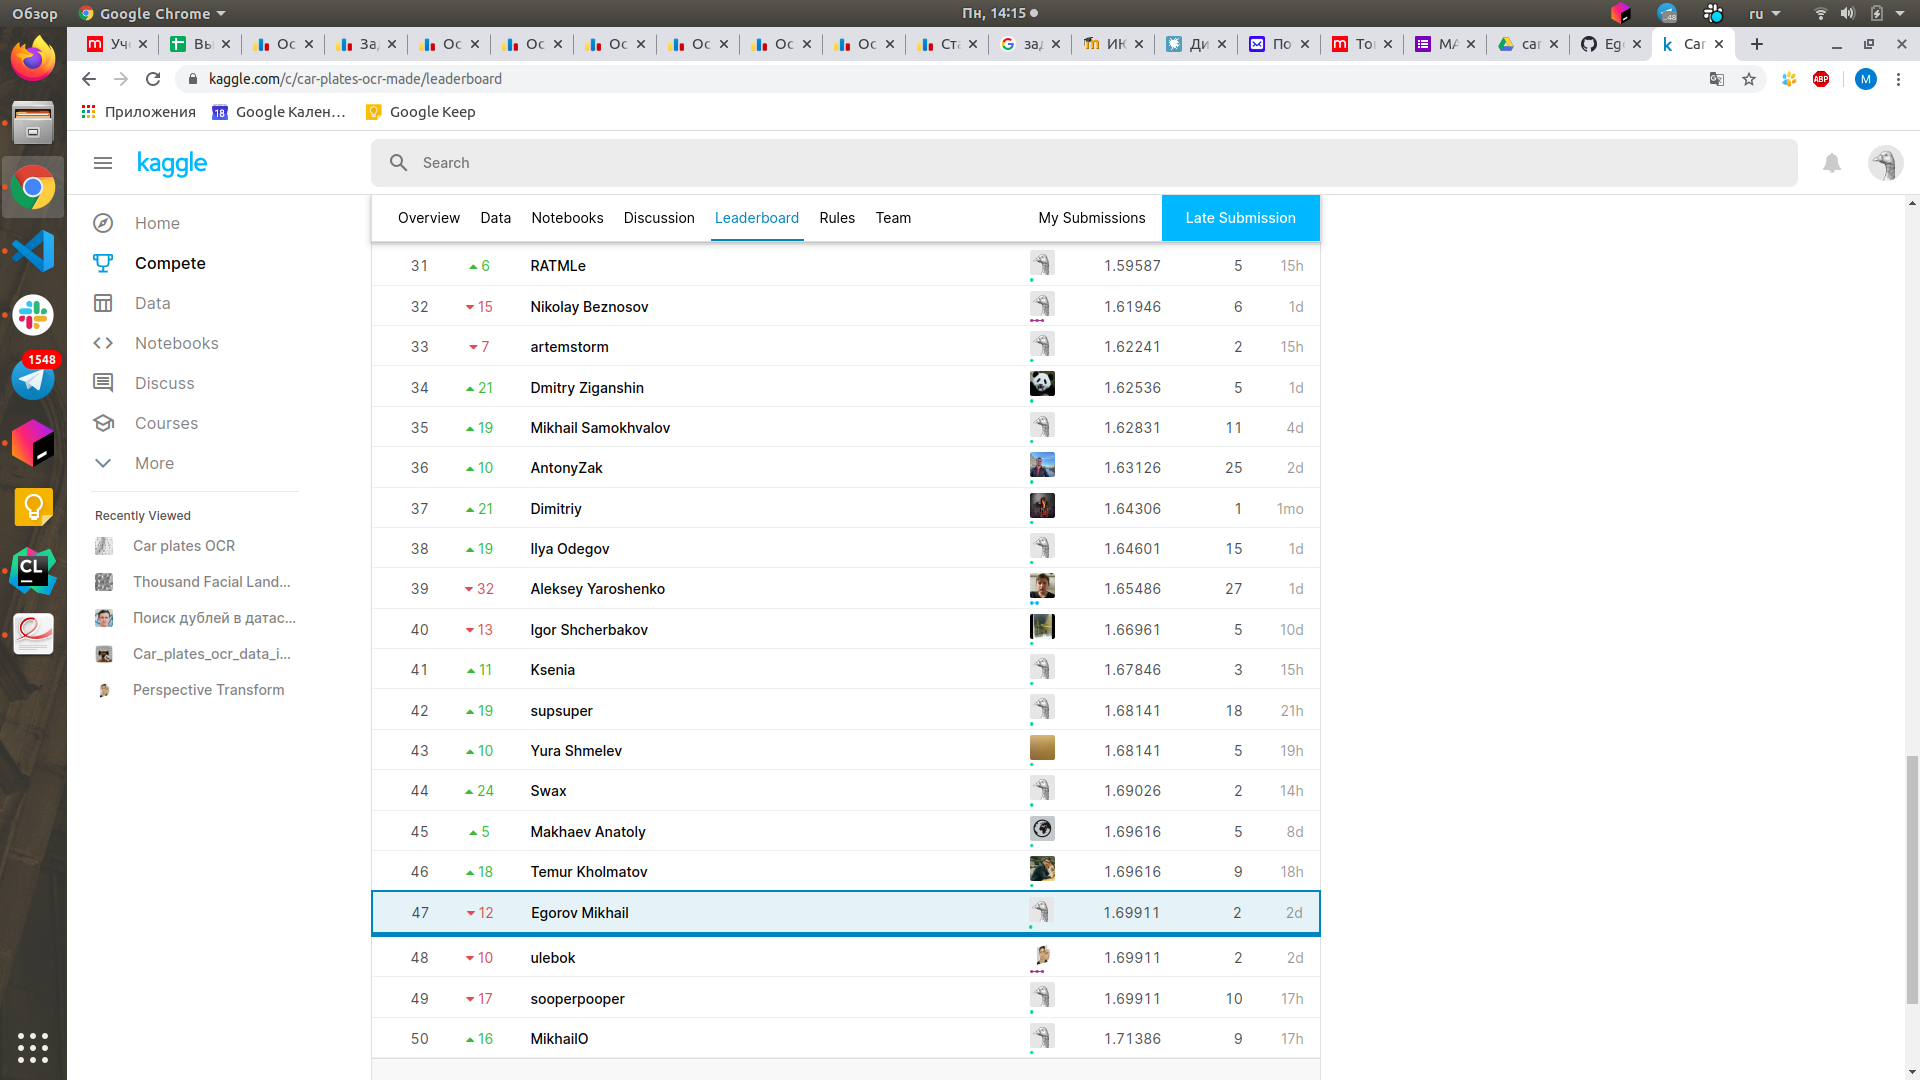 Обзор Google Chrome Пн, 14:15 ru
Уч Вы Ос За Ос Ос Ос Ос Ос Ос Ста зад ИК Ди По То MA car Eg Car
kaggle.com/c/car-plates-ocr-made/leaderboard ABP M
Приложения 18 Google Кален... Google Keep
kaggle Search
Overview Data Notebooks Discussion Leaderboard Rules Team My Submissions Late Submission
Home
Compete
Data
Notebooks
Discuss
Courses
More
Recently Viewed
Car plates OCR
Thousand Facial Land...
Поиск дублей в датас...
Car_plates_ocr_data_i...
Perspective Transform
1548
CL
31 6 RATMLe 1.59587 5 15h
32 15 Nikolay Beznosov 1.61946 6 1d
33 7 artemstorm 1.62241 2 15h
34 21 Dmitry Ziganshin 1.62536 5 1d
35 19 Mikhail Samokhvalov 1.62831 11 4d
36 10 AntonyZak 1.63126 25 2d
37 21 Dimitriy 1.64306 1 1mo
38 19 Ilya Odegov 1.64601 15 1d
39 32 Aleksey Yaroshenko 1.65486 27 1d
40 13 Igor Shcherbakov 1.66961 5 10d
41 11 Ksenia 1.67846 3 15h
42 19 supsuper 1.68141 18 21h
43 10 Yura Shmelev 1.68141 5 19h
44 24 Swax 1.69026 2 14h
45 5 Makhaev Anatoly 1.69616 5 8d
46 18 Temur Kholmatov 1.69616 9 18h
47 12 Egorov Mikhail 1.69911 2 2d
48 10 ulebok 1.69911 2 2d
49 17 sooperpooper 1.69911 10 17h
50 16 MikhailO 1.71386 9 17h